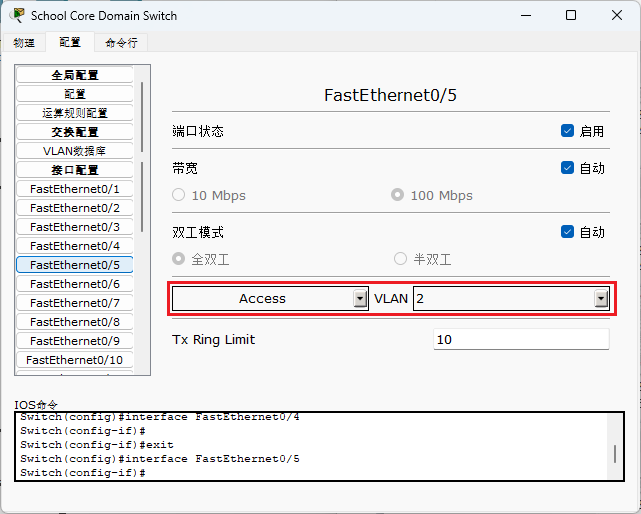 School Core Domain Switch
物理 配置 命令行
全局配置
配置
运算规则配置
交换配置
VLAN数据库
接口配置
FastEthernet0/1
FastEthernet0/2
FastEthernet0/3
FastEthernet0/4
FastEthernet0/5
FastEthernet0/6
FastEthernet0/7
FastEthernet0/8
FastEthernet0/9
FastEthernet0/10
FastEthernet0/5
端口状态 启用
带宽 自动
10 Mbps 100 Mbps
双工模式 自动
全双工 半双工
Access VLAN 2
Tx Ring Limit 10
IOS命令
Switch(config)#interface FastEthernet0/4
Switch(config-if)#
Switch(config-if)#exit
Switch(config)#interface FastEthernet0/5
Switch(config-if)#